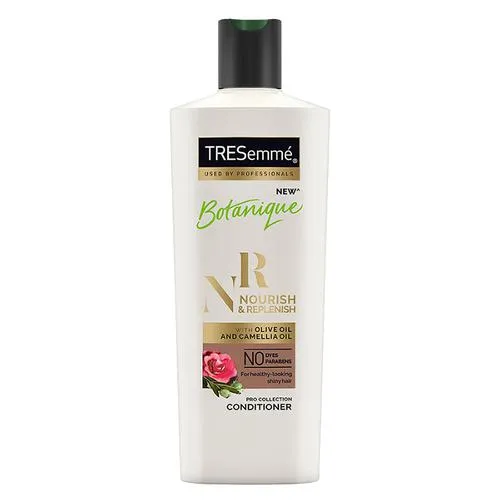 TRESemmé®
USED BY PROFESSIONALS
NEW^
Botanique
NR
NOURISH
& REPLENISH
WITH OLIVE OIL
AND CAMELLIA OIL
NO DYES
PARABENS
For healthy-looking
shiny hair
PRO COLLECTION
CONDITIONER